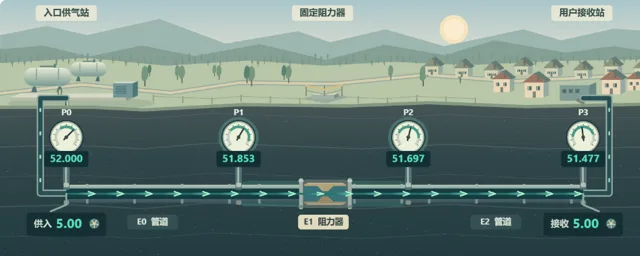 入口供气站
固定阻力器
用户接收站
P0
P1
P2
P3
52.000
51.853
51.697
51.477
供入 5.00
E0 管道
E1 阻力器
E2 管道
接收 5.00